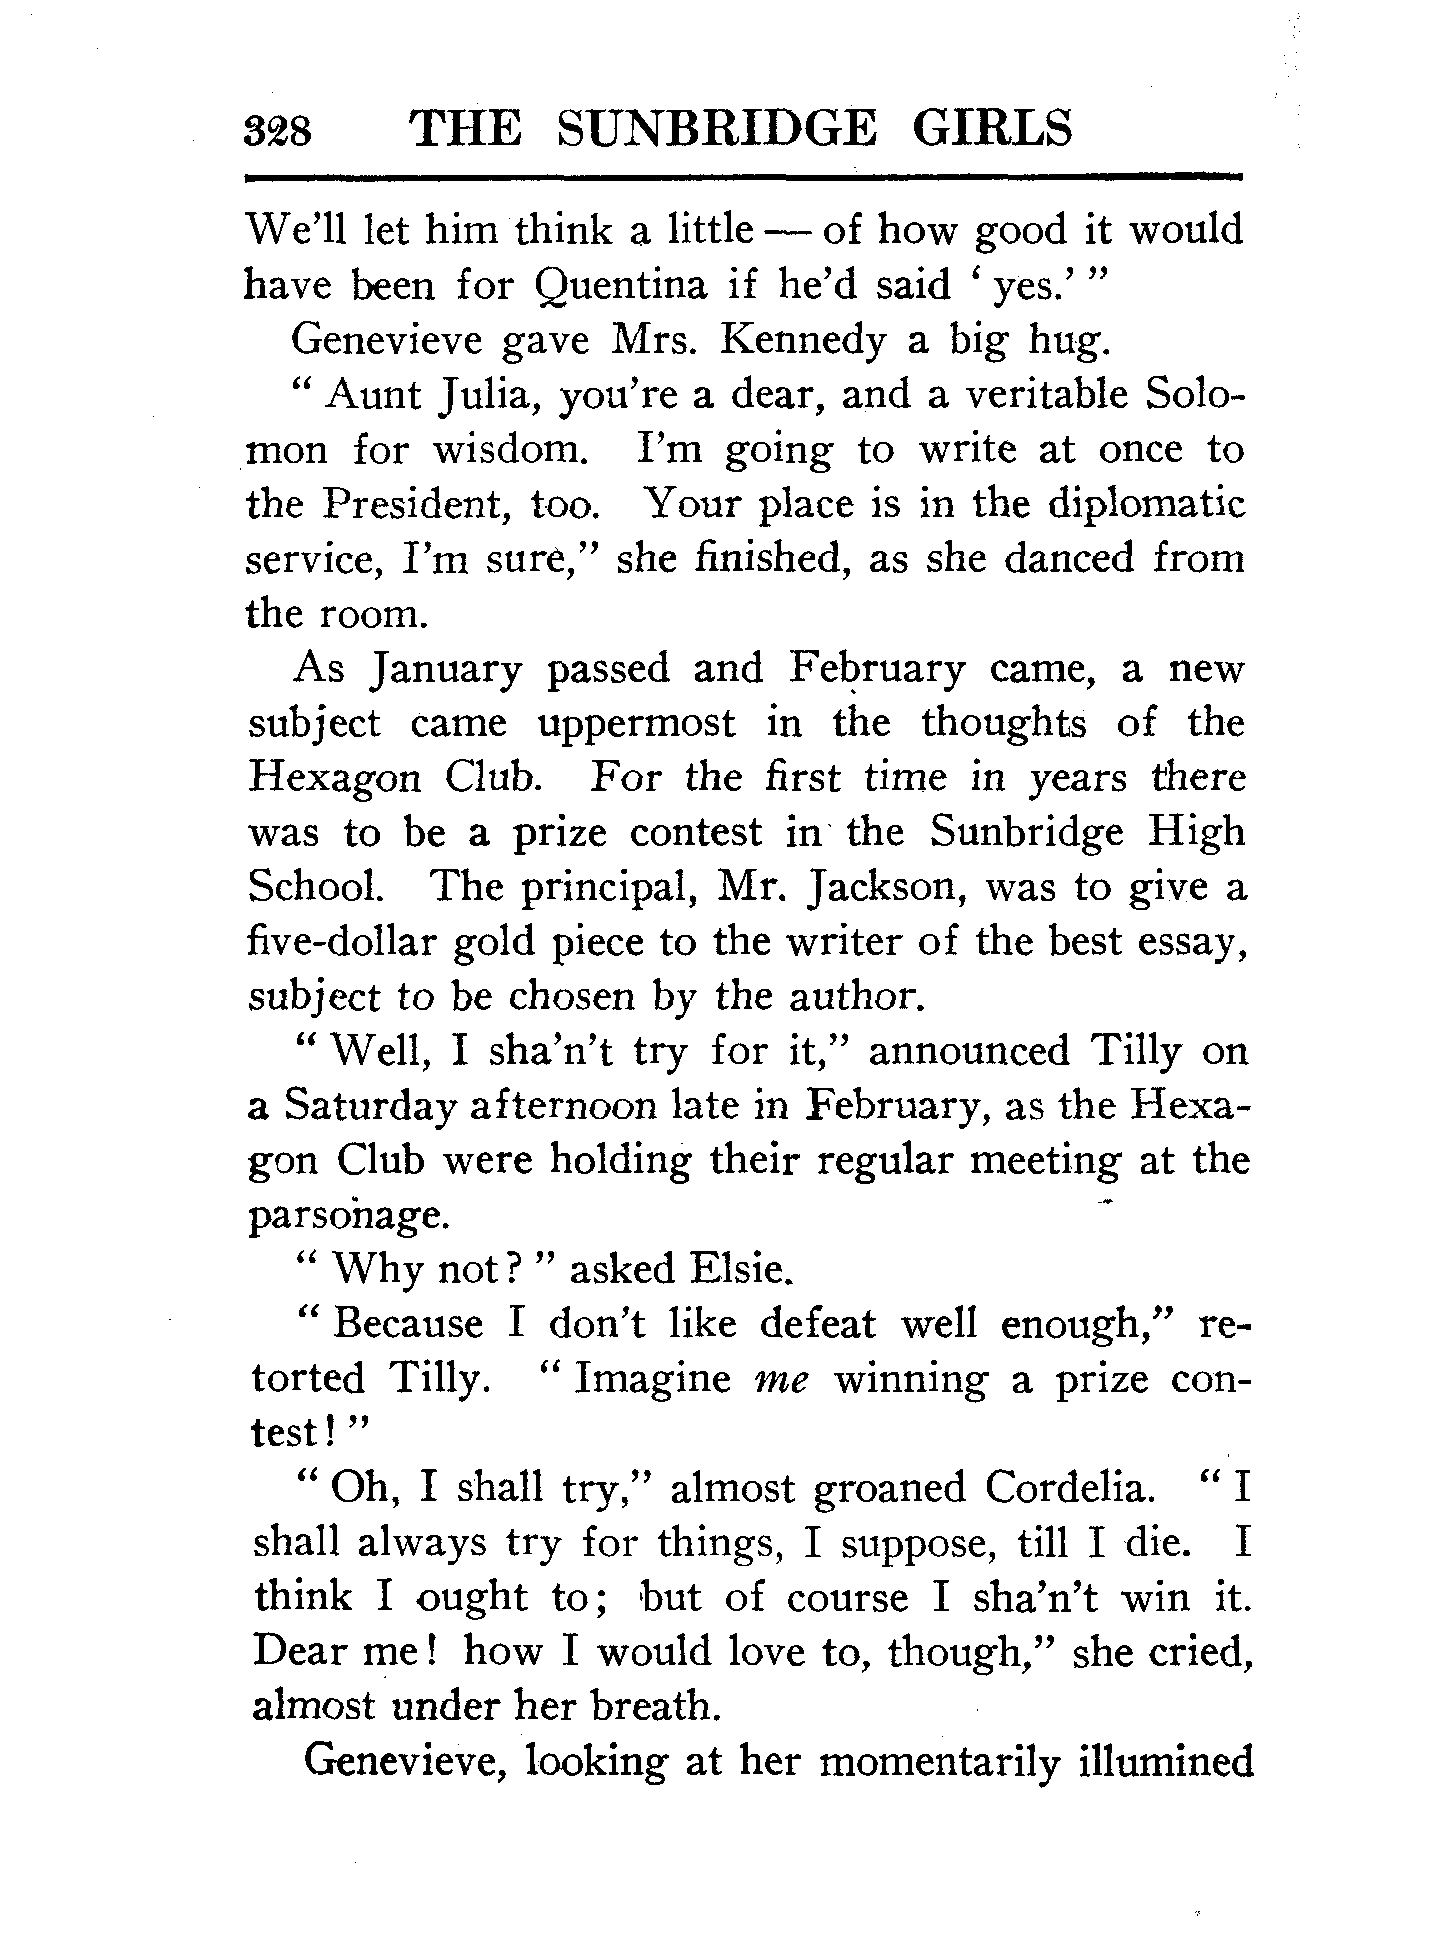 328 THE SUNBRIDGE GIRLS
We'll let him think a little — of how good it would
have been for Quentina if he'd said ‘ yes.’ ”
Genevieve gave Mrs. Kennedy a big hug.
“ Aunt Julia, you're a dear, and a veritable Solo-
mon for wisdom. I'm going to write at once to
the President, too. Your place is in the diplomatic
service, I'm sure,” she finished, as she danced from
the room.
As January passed and February came, a new
subject came uppermost in the thoughts of the
Hexagon Club. For the first time in years there
was to be a prize contest in the Sunbridge High
School. The principal, Mr. Jackson, was to give a
five-dollar gold piece to the writer of the best essay,
subject to be chosen by the author.
“ Well, I sha'n't try for it,” announced Tilly on
a Saturday afternoon late in February, as the Hexa-
gon Club were holding their regular meeting at the
parsonage.
“ Why not? ” asked Elsie.
“ Because I don't like defeat well enough,” re-
torted Tilly. “ Imagine me winning a prize con-
test! ”
“ Oh, I shall try,” almost groaned Cordelia. “ I
shall always try for things, I suppose, till I die. I
think I ought to; but of course I sha'n't win it.
Dear me! how I would love to, though,” she cried,
almost under her breath.
Genevieve, looking at her momentarily illumined